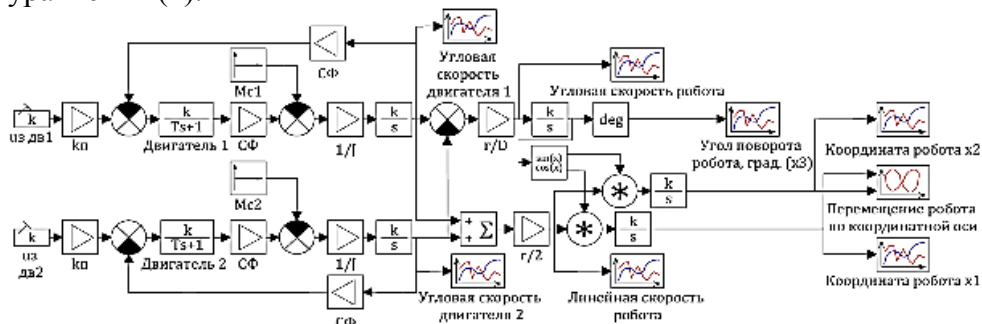 СФ
Угловая
скорость
двигателя 1
Мс1
Угловая скорость робота
k
uз дв1
kп
k
Ts+1
Двигатель 1
СФ
1/J
k
s
r/D
k
s
deg
Угол поворота
робота, град. (x3)
Координата робота x2
sin(x)
cos(x)
k
s
Мс2
Перемещение робота
по координатной оси
k
uз
дв2
kп
k
Ts+1
Двигатель 2
СФ
1/J
k
s
+
+
Σ
r/2
k
s
Координата робота x1
СФ
Угловая скорость
двигателя 2
Линейная скорость
робота